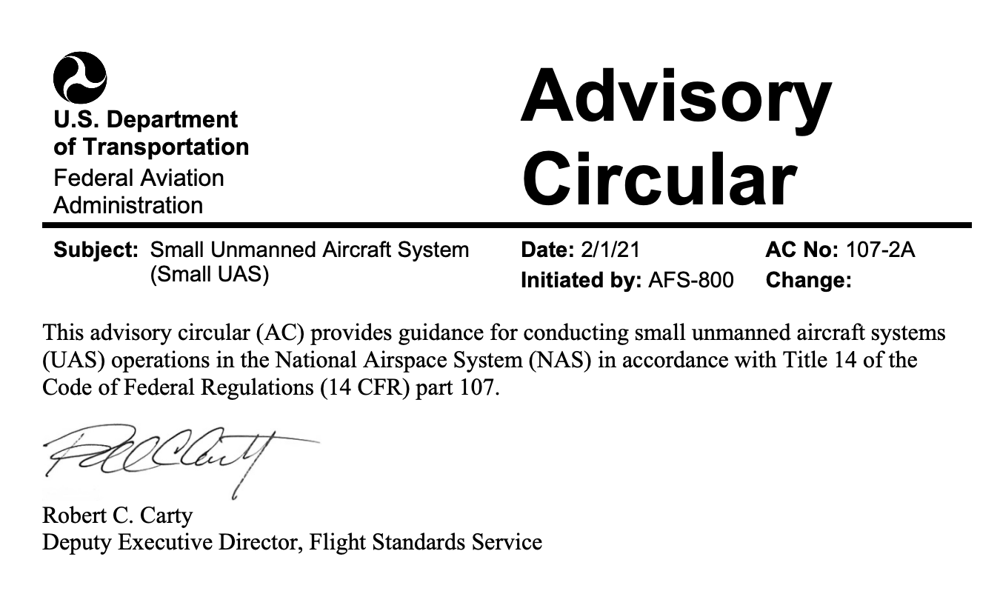 U.S. Department
of Transportation
Federal Aviation
Administration
Advisory
Circular
Subject: Small Unmanned Aircraft System
(Small UAS)
Date: 2/1/21
Initiated by: AFS-800
AC No: 107-2A
Change:
This advisory circular (AC) provides guidance for conducting small unmanned aircraft systems
(UAS) operations in the National Airspace System (NAS) in accordance with Title 14 of the
Code of Federal Regulations (14 CFR) part 107.
Robert C. Carty
Deputy Executive Director, Flight Standards Service